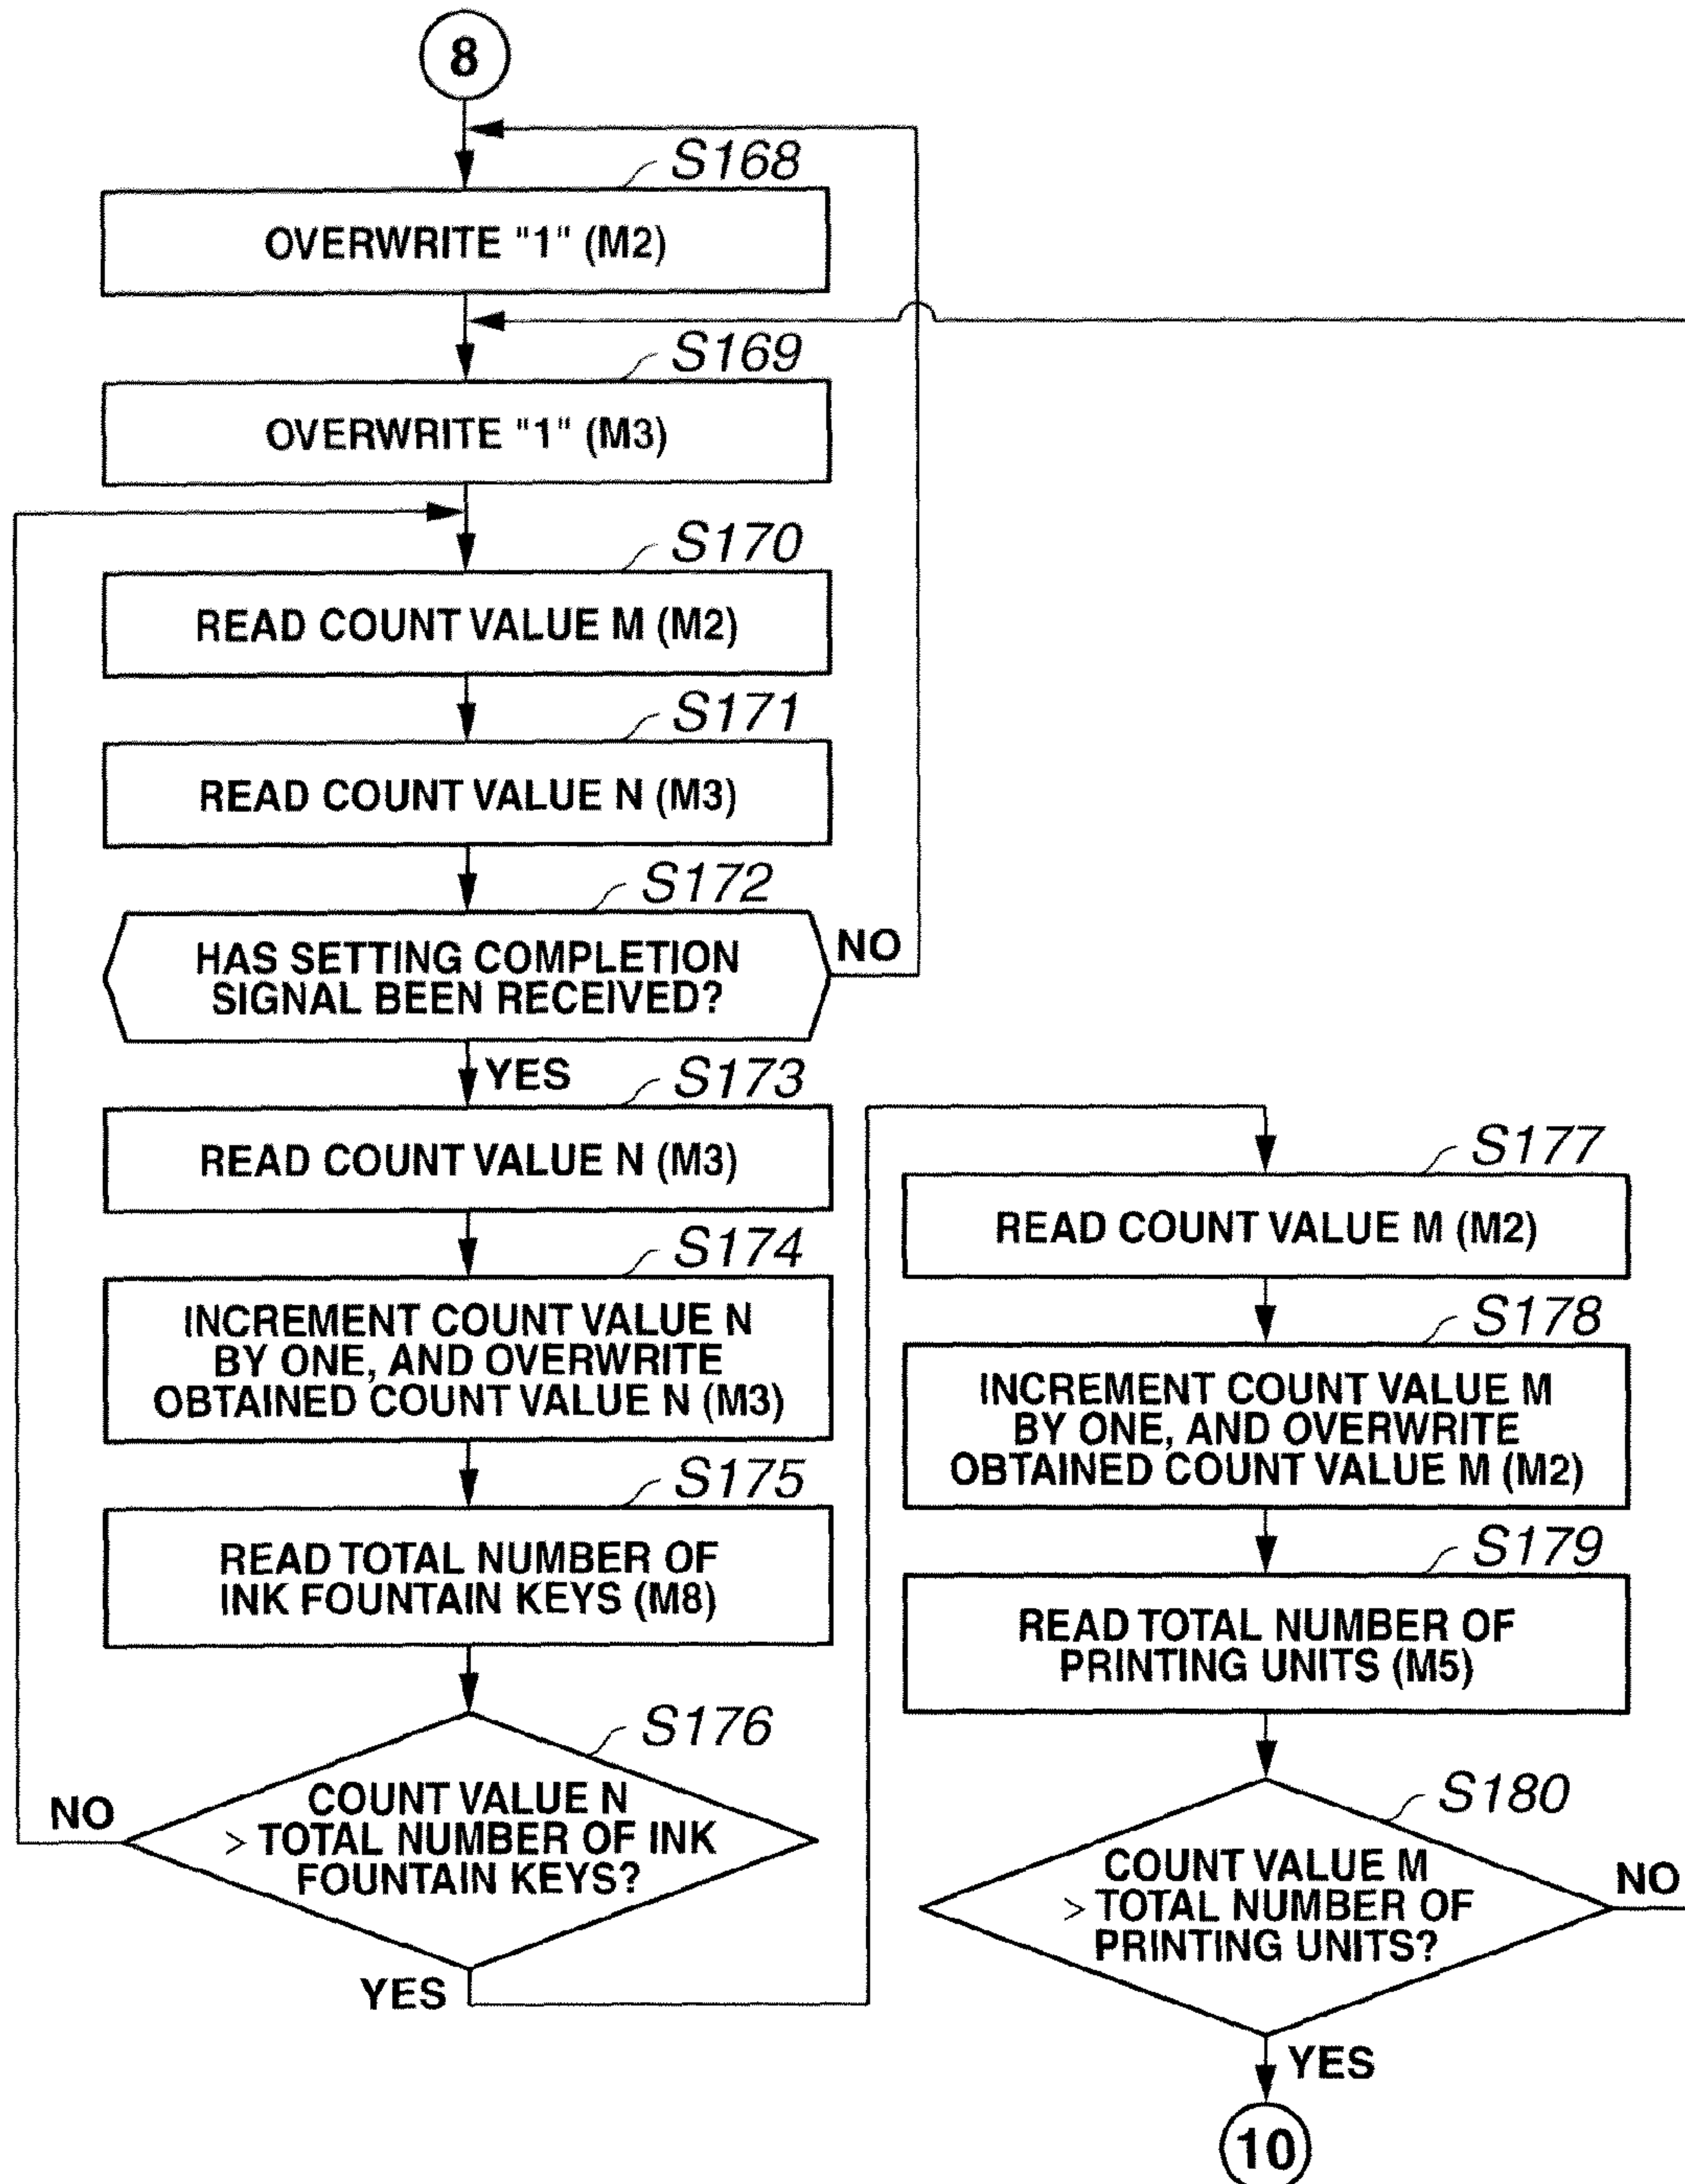 8
S168
OVERWRITE "1" (M2)
S169
OVERWRITE "1" (M3)
S170
READ COUNT VALUE M (M2)
S171
READ COUNT VALUE N (M3)
S172
HAS SETTING COMPLETION
SIGNAL BEEN RECEIVED?
NO
YES
S173
READ COUNT VALUE N (M3)
S174
INCREMENT COUNT VALUE N
BY ONE, AND OVERWRITE
OBTAINED COUNT VALUE N (M3)
S175
READ TOTAL NUMBER OF
INK FOUNTAIN KEYS (M8)
S176
COUNT VALUE N
> TOTAL NUMBER OF INK
FOUNTAIN KEYS?
NO
YES
S177
READ COUNT VALUE M (M2)
S178
INCREMENT COUNT VALUE M
BY ONE, AND OVERWRITE
OBTAINED COUNT VALUE M (M2)
S179
READ TOTAL NUMBER OF
PRINTING UNITS (M5)
S180
COUNT VALUE M
> TOTAL NUMBER OF
PRINTING UNITS?
NO
YES
10